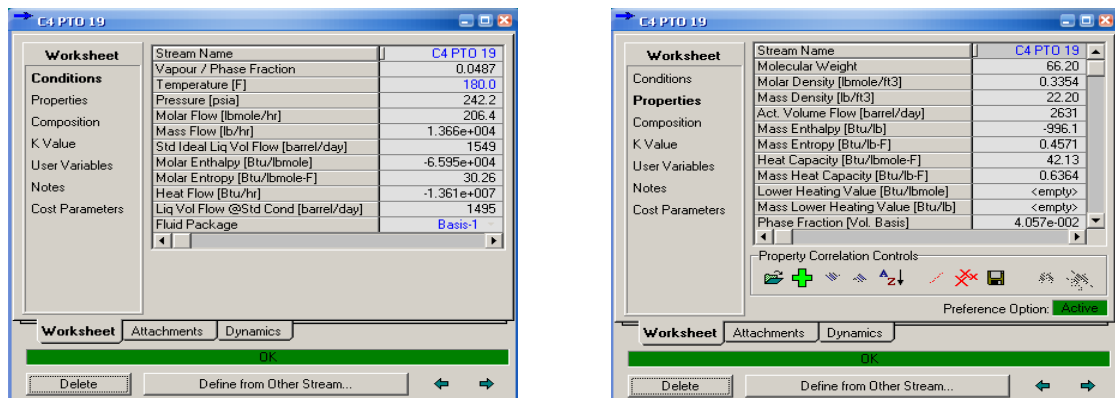 C4 PTO 19
Worksheet
Conditions
Properties
Composition
K Value
User Variables
Notes
Cost Parameters
Stream Name C4 PTO 19
Vapour / Phase Fraction 0.0487
Temperature [F] 180.0
Pressure [psia] 242.2
Molar Flow [lbmole/hr] 206.4
Mass Flow [lb/hr] 1.366e+004
Std Ideal Liq Vol Flow [barrel/day] 1549
Molar Enthalpy [Btu/lbmole] -6.595e+004
Molar Entropy [Btu/lbmole-F] 30.26
Heat Flow [Btu/hr] -1.361e+007
Liq Vol Flow @Std Cond [barrel/day] 1495
Fluid Package Basis-1
Worksheet Attachments Dynamics
OK
Delete Define from Other Stream...
C4 PTO 19
Worksheet
Conditions
Properties
Composition
K Value
User Variables
Notes
Cost Parameters
Stream Name C4 PTO 19
Molecular Weight 66.20
Molar Density [lbmole/ft3] 0.3354
Mass Density [lb/ft3] 22.20
Act. Volume Flow [barrel/day] 2631
Mass Enthalpy [Btu/lb] -996.1
Mass Entropy [Btu/lb-F] 0.4571
Heat Capacity [Btu/lbmole-F] 42.13
Mass Heat Capacity [Btu/lb-F] 0.6364
Lower Heating Value [Btu/lbmole] <empty>
Mass Lower Heating Value [Btu/lb] <empty>
Phase Fraction [Vol. Basis] 4.057e-002
Property Correlation Controls
Preference Option: Active
Worksheet Attachments Dynamics
OK
Delete Define from Other Stream...